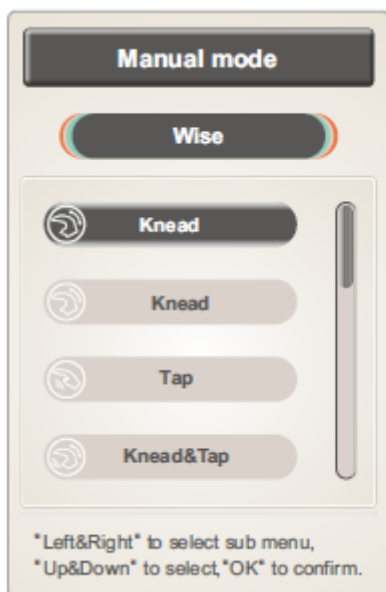 Manual mode
Wise
Knead
Knead
Tap
Knead&Tap
"Left&Right" to select sub menu,
"Up&Down" to select,"OK" to confirm.